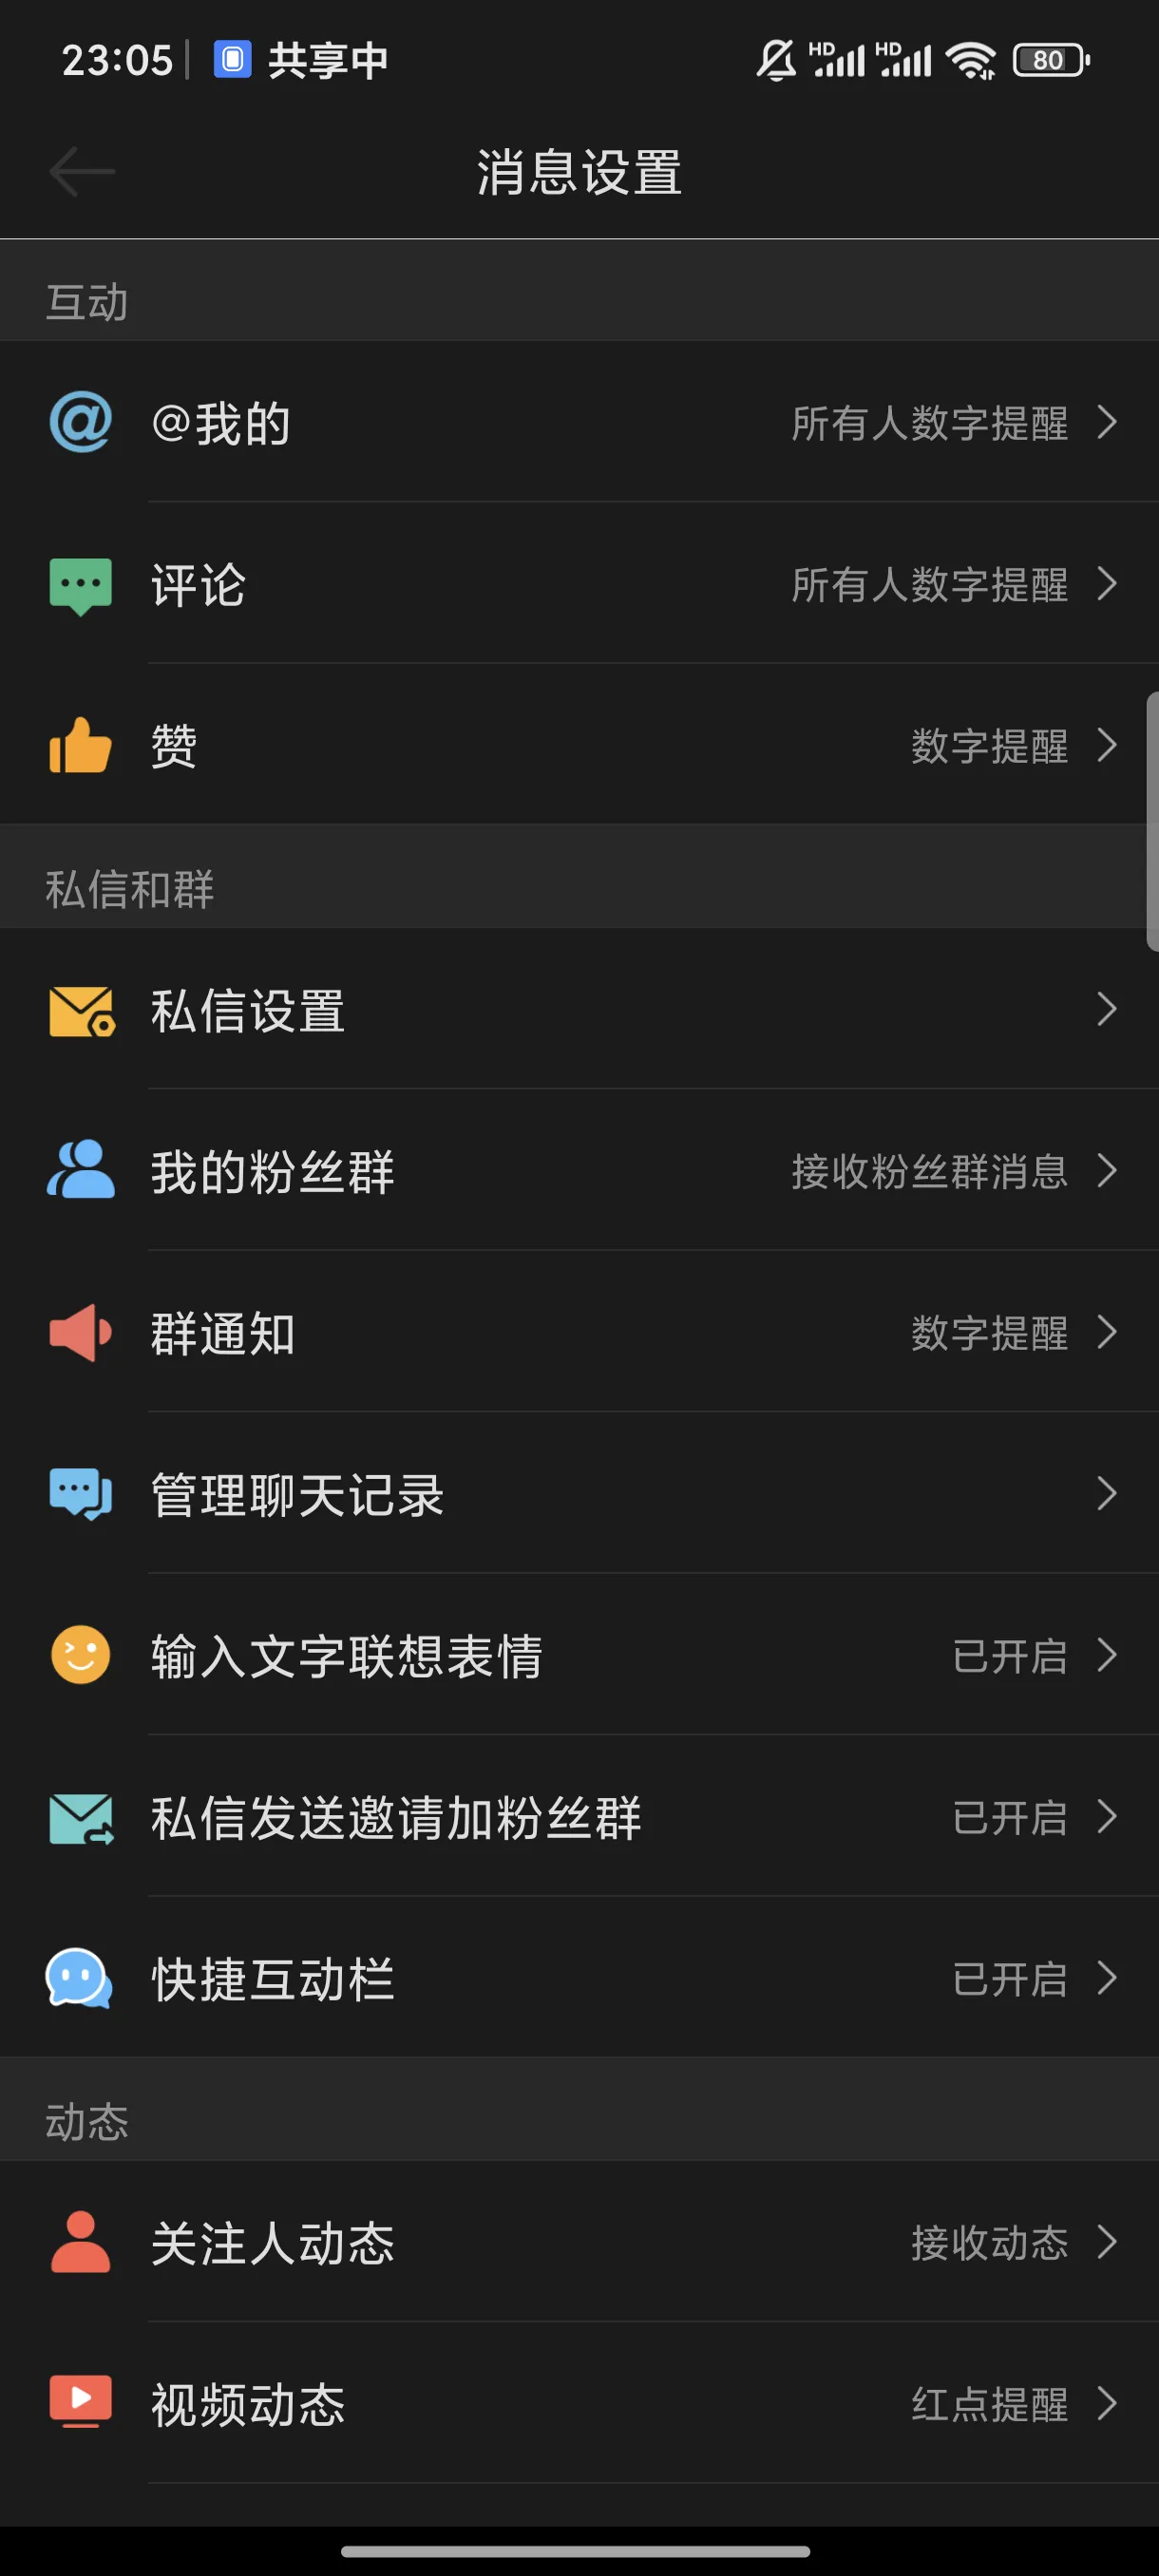 23:05 共享中 HD HD 80
消息设置
互动
@我的 所有人数字提醒
评论 所有人数字提醒
赞 数字提醒
私信和群
私信设置
我的粉丝群 接收粉丝群消息
群通知 数字提醒
管理聊天记录
输入文字联想表情 已开启
私信发送邀请加粉丝群 已开启
快捷互动栏 已开启
动态
关注人动态 接收动态
视频动态 红点提醒